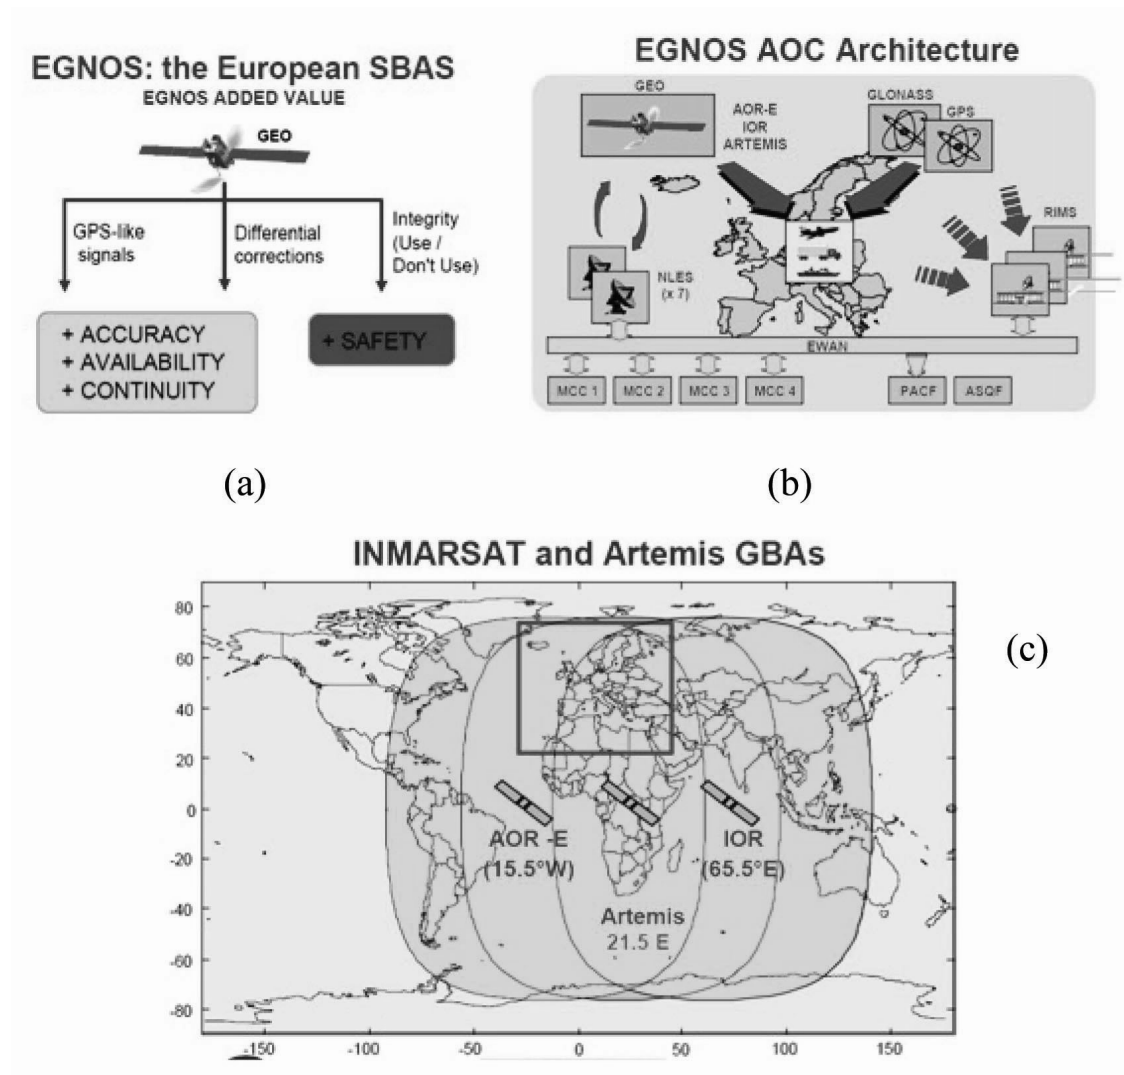 EGNOS: the European SBAS
EGNOS ADDED VALUE
GEO
GPS-like
signals
Differential
corrections
Integrity
(Use /
Don't Use)
+ ACCURACY
+ AVAILABILITY
+ CONTINUITY
+ SAFETY
(a)
EGNOS AOC Architecture
GEO
AOR-E
IOR
ARTEMIS
GLONASS
GPS
RIMS
NLES
(x 7)
EWAN
MCC 1
MCC 2
MCC 3
MCC 4
PACF
ASQF
(b)
INMARSAT and Artemis GBAs
80
60
40
20
0
-20
-40
-60
-80
AOR -E
(15.5°W)
IOR
(65.5°E)
Artemis
21.5 E
-150
-100
-50
0
50
100
150
(c)